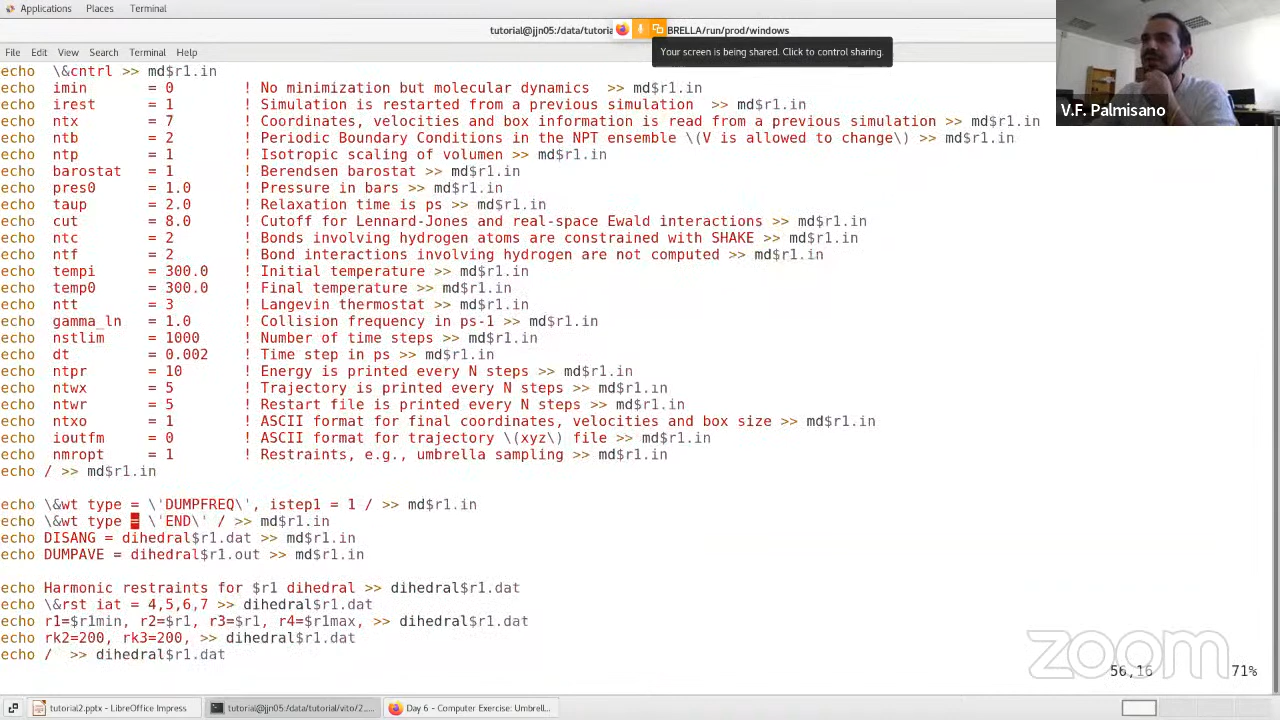 Applications Places Terminal
tutorial@jjn05:/data/tutoria BRELLA/run/prod/windows
Your screen is being shared. Click to control sharing.
File Edit View Search Terminal Help
V.F. Palmisano
echo \&cntrl >> md$r1.in
echo imin = 0 ! No minimization but molecular dynamics >> md$r1.in
echo irest = 1 ! Simulation is restarted from a previous simulation >> md$r1.in
echo ntx = 7 ! Coordinates, velocities and box information is read from a previous simulation >> md$r1.in
echo ntb = 2 ! Periodic Boundary Conditions in the NPT ensemble \(V is allowed to change\) >> md$r1.in
echo ntp = 1 ! Isotropic scaling of volumen >> md$r1.in
echo barostat = 1 ! Berendsen barostat >> md$r1.in
echo pres0 = 1.0 ! Pressure in bars >> md$r1.in
echo taup = 2.0 ! Relaxation time is ps >> md$r1.in
echo cut = 8.0 ! Cutoff for Lennard-Jones and real-space Ewald interactions >> md$r1.in
echo ntc = 2 ! Bonds involving hydrogen atoms are constrained with SHAKE >> md$r1.in
echo ntf = 2 ! Bond interactions involving hydrogen are not computed >> md$r1.in
echo tempi = 300.0 ! Initial temperature >> md$r1.in
echo temp0 = 300.0 ! Final temperature >> md$r1.in
echo ntt = 3 ! Langevin thermostat >> md$r1.in
echo gamma_ln = 1.0 ! Collision frequency in ps-1 >> md$r1.in
echo nstlim = 1000 ! Number of time steps >> md$r1.in
echo dt = 0.002 ! Time step in ps >> md$r1.in
echo ntpr = 10 ! Energy is printed every N steps >> md$r1.in
echo ntwx = 5 ! Trajectory is printed every N steps >> md$r1.in
echo ntwr = 5 ! Restart file is printed every N steps >> md$r1.in
echo ntxo = 1 ! ASCII format for final coordinates, velocities and box size >> md$r1.in
echo ioutfm = 0 ! ASCII format for trajectory \(xyz\) file >> md$r1.in
echo nmropt = 1 ! Restraints, e.g., umbrella sampling >> md$r1.in
echo / >> md$r1.in
echo \&wt type = \'DUMPFREQ\', istep1 = 1 / >> md$r1.in
echo \&wt type = \'END\' / >> md$r1.in
echo DISANG = dihedral$r1.dat >> md$r1.in
echo DUMPAVE = dihedral$r1.out >> md$r1.in
echo Harmonic restraints for $r1 dihedral >> dihedral$r1.dat
echo \&rst iat = 4,5,6,7 >> dihedral$r1.dat
echo r1=$r1min, r2=$r1, r3=$r1, r4=$r1max, >> dihedral$r1.dat
echo rk2=200, rk3=200, >> dihedral$r1.dat
echo / >> dihedral$r1.dat
zoom
56,16 71%
tutorial2.pptx - LibreOffice Impress tutorial@jjn05:/data/tutorial/vito/2.... Day 6 - Computer Exercise: Umbrell...